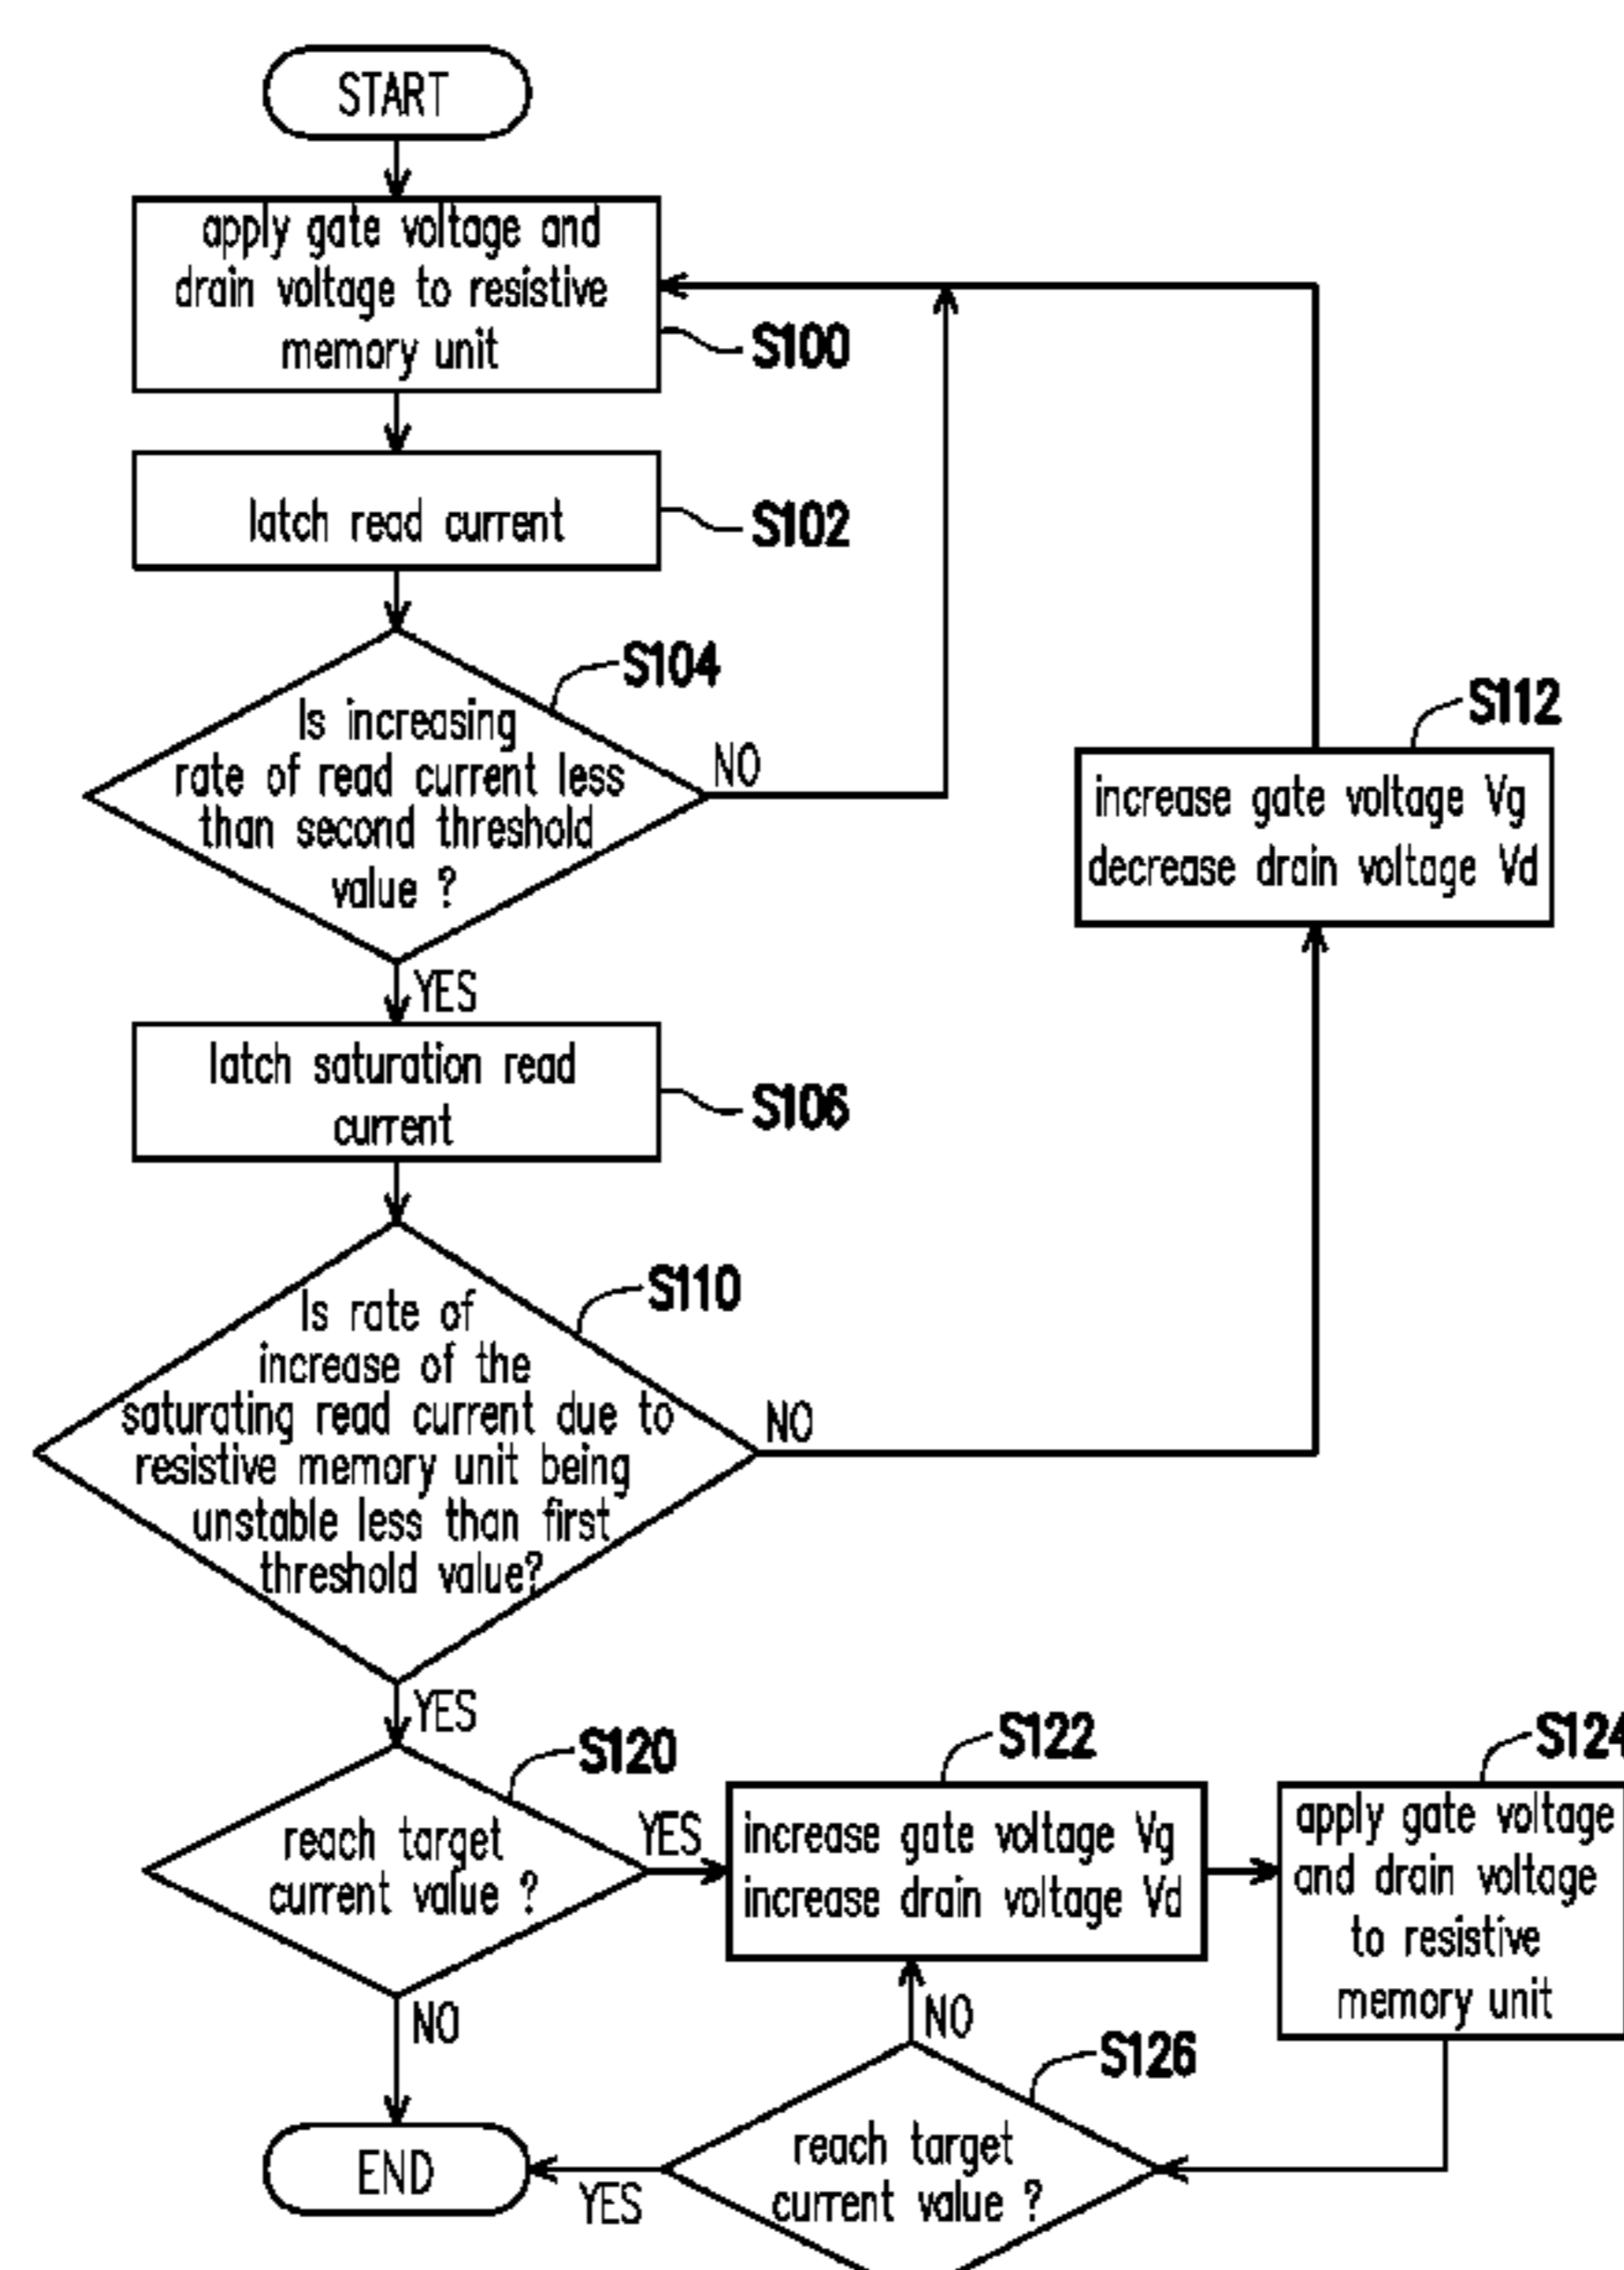 START
apply gate voltage and
drain voltage to resistive
memory unit
S100
latch read current
S102
S104
Is increasing
rate of read current less
than second threshold
value ?
NO
S112
increase gate voltage Vg
decrease drain voltage Vd
YES
latch saturation read
current
S106
S110
Is rate of
increase of the
saturating read current due to
resistive memory unit being
unstable less than first
threshold value?
NO
YES
S120
reach target
current value ?
YES
S122
increase gate voltage Vg
increase drain voltage Vd
S124
apply gate voltage
and drain voltage
to resistive
memory unit
NO
NO
S126
reach target
current value ?
YES
END